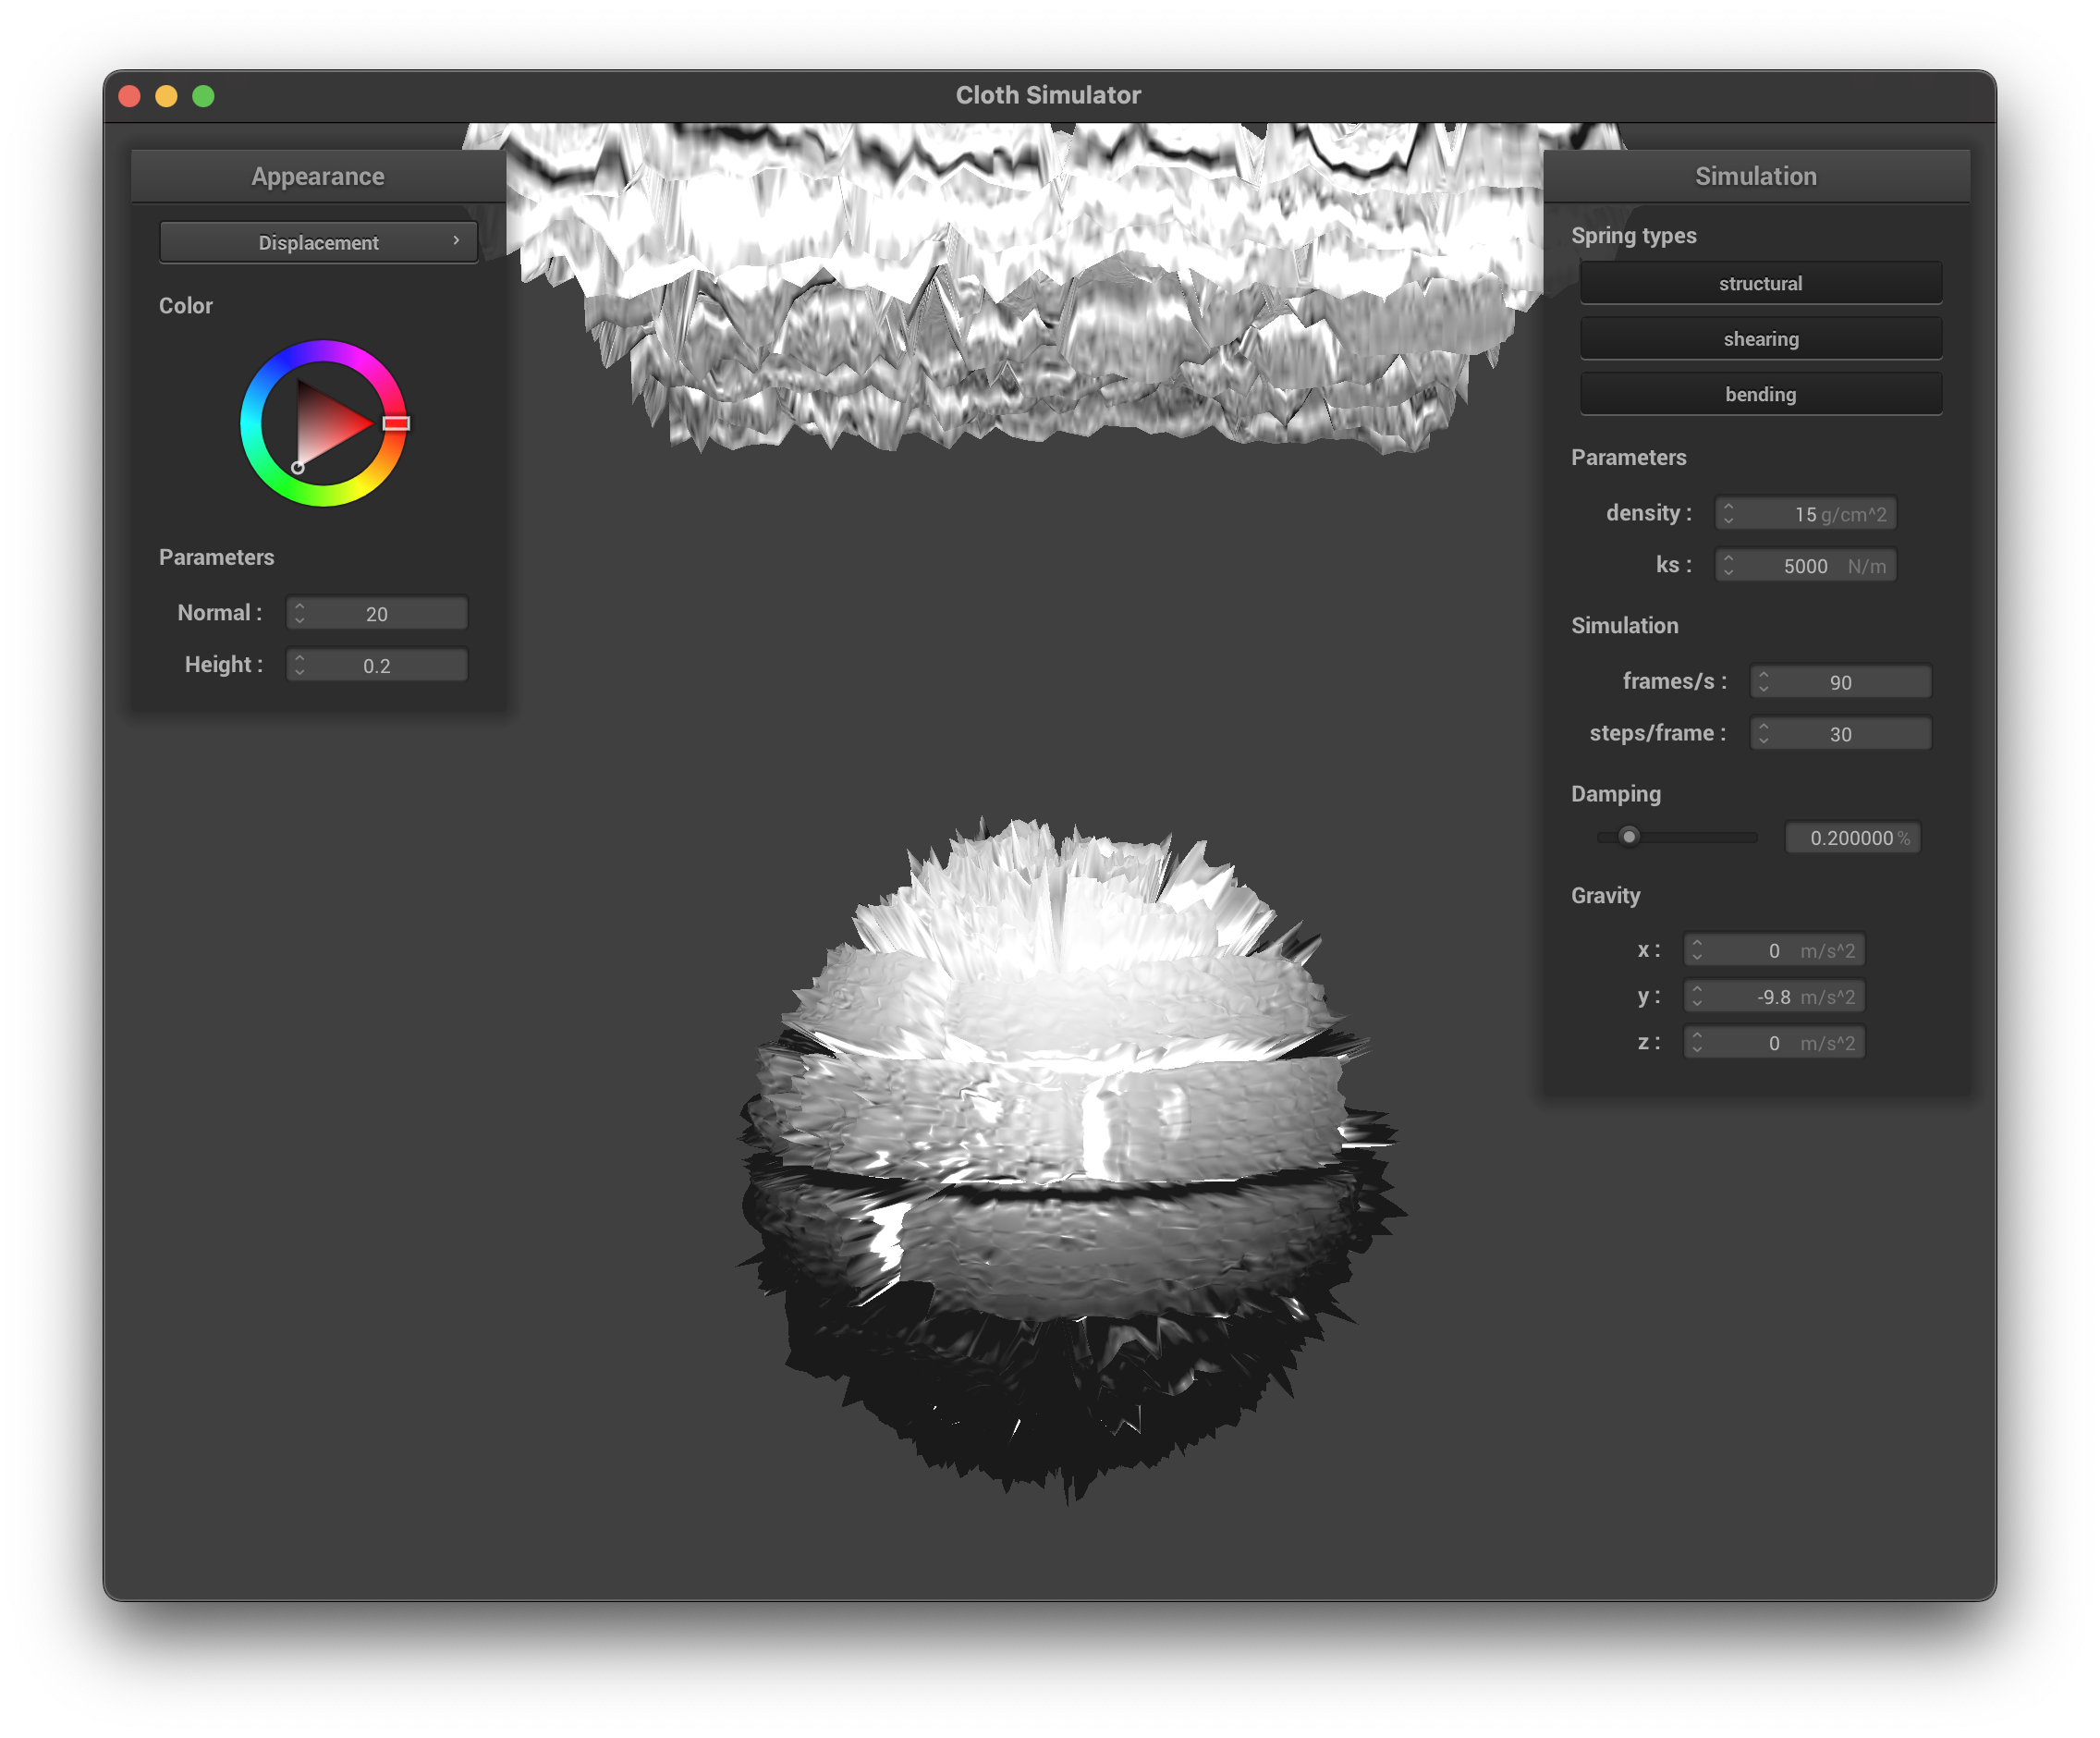 Cloth Simulator
Appearance
Displacement
Color
Parameters
Normal : 20
Height : 0.2
Simulation
Spring types
structural
shearing
bending
Parameters
density : 15 g/cm^2
ks : 5000 N/m
Simulation
frames/s : 90
steps/frame : 30
Damping
0.200000 %
Gravity
x : 0 m/s^2
y : -9.8 m/s^2
z : 0 m/s^2